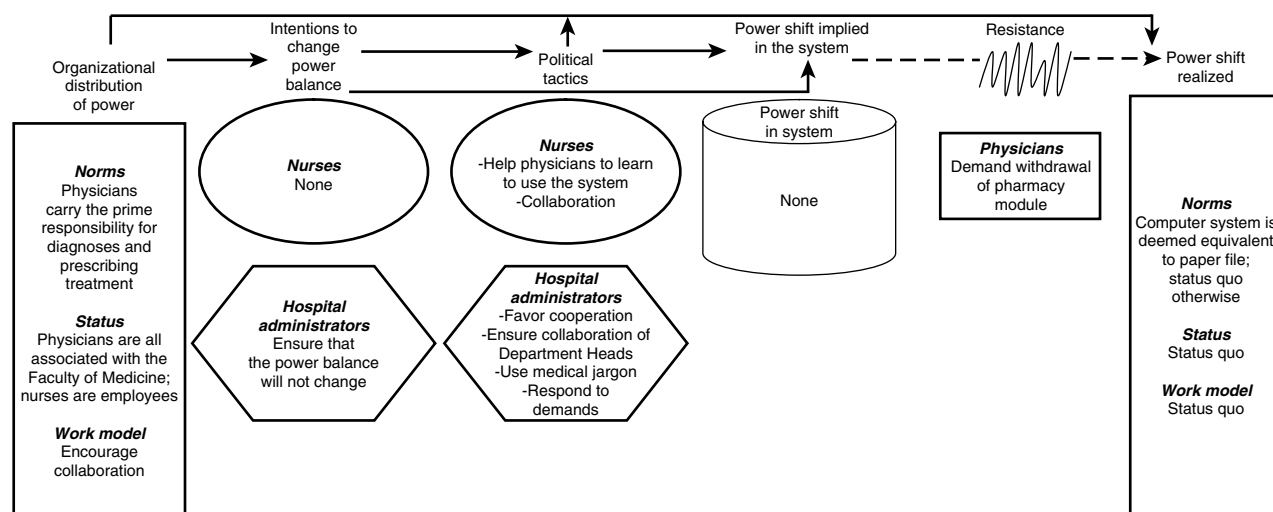 Organizational
distribution
of power
Intentions to
change
power
balance
Political
tactics
Power shift implied
in the system
Resistance
Power shift
realized
Norms
Physicians
carry the prime
responsibility for
diagnoses and
prescribing
treatment
Status
Physicians are all
associated with the
Faculty of Medicine;
nurses are employees
Work model
Encourage
collaboration
Nurses
None
Hospital
administrators
Ensure that
the power balance
will not change
Nurses
-Help physicians to learn
to use the system
-Collaboration
Hospital
administrators
-Favor cooperation
-Ensure collaboration of
Department Heads
-Use medical jargon
-Respond to
demands
Power shift
in system
None
Physicians
Demand withdrawal
of pharmacy
module
Norms
Computer system is
deemed equivalent
to paper file;
status quo
otherwise
Status
Status quo
Work model
Status quo